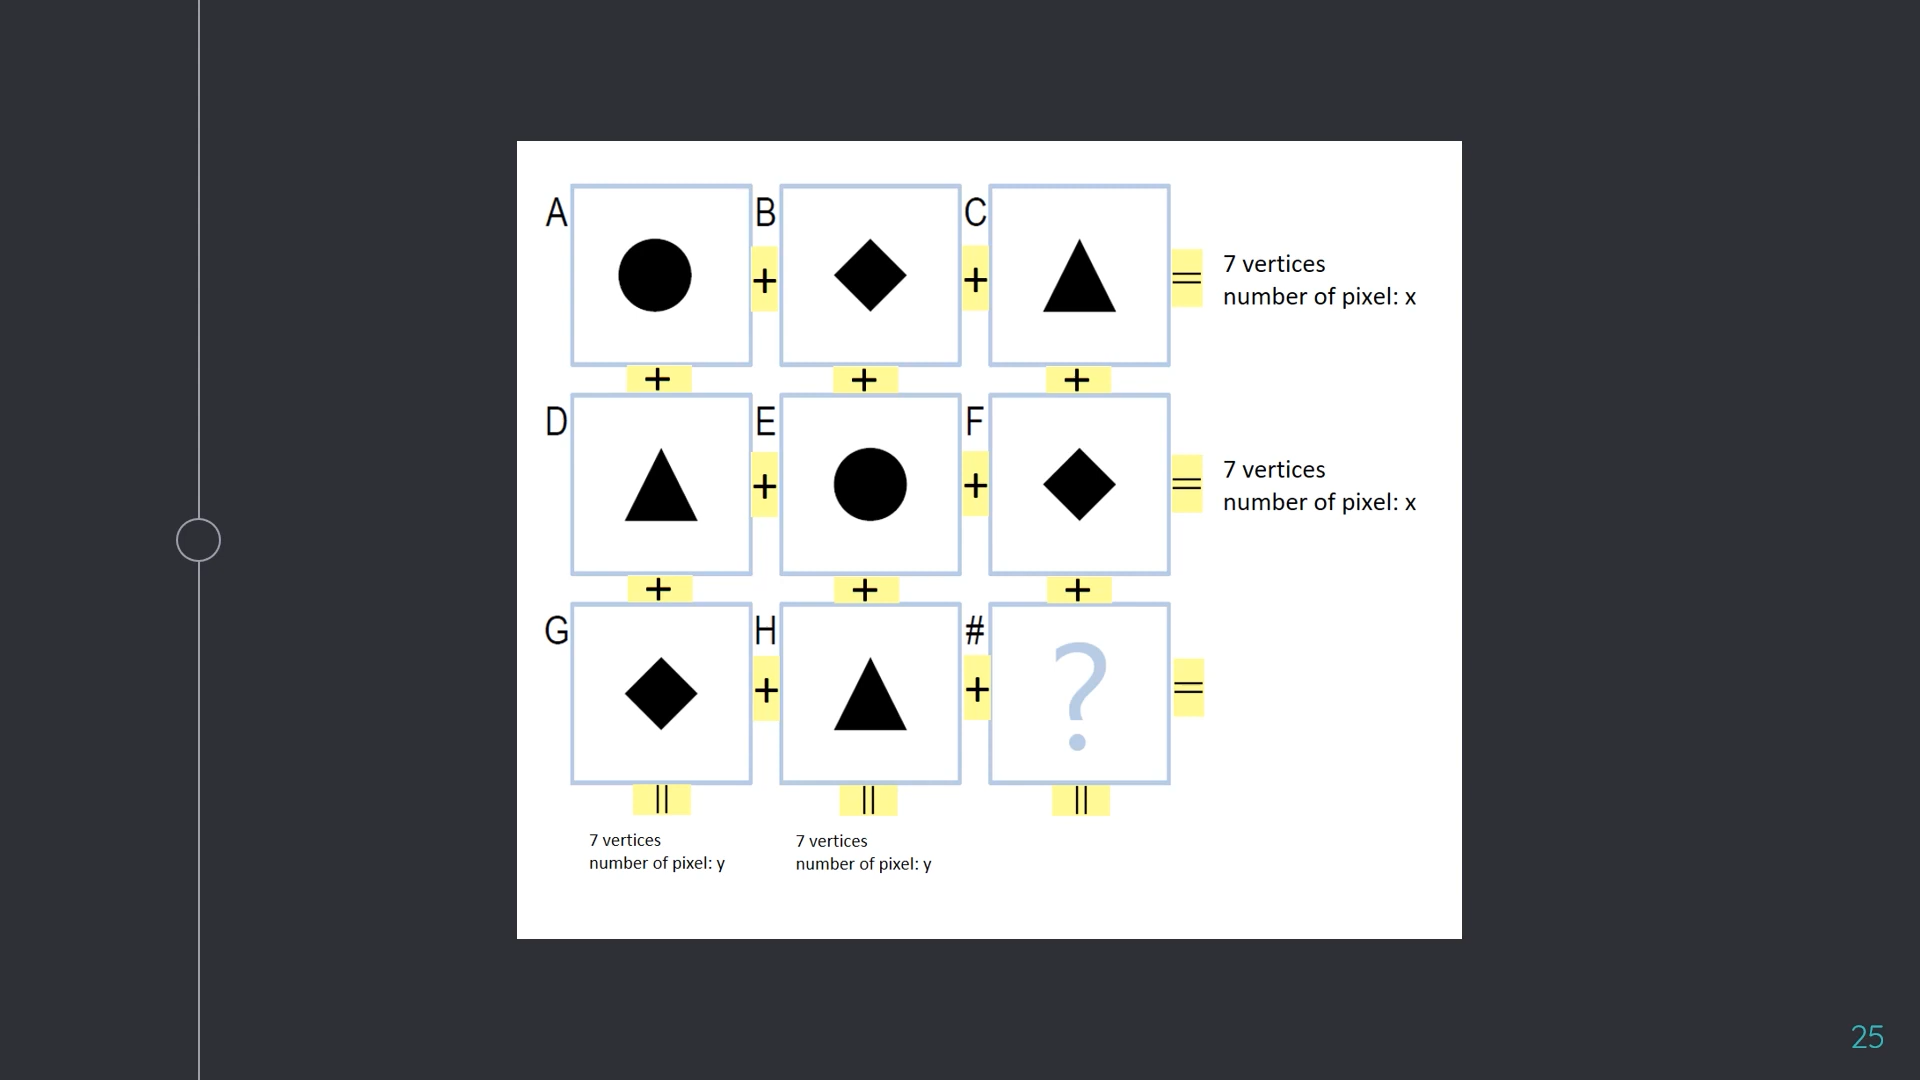 A
B
C
+
+
=
7 vertices
number of pixel: x
+
+
+
D
E
F
+
+
=
7 vertices
number of pixel: x
+
+
+
G
H
#
+
+
?
=
=
=
=
7 vertices
number of pixel: y
7 vertices
number of pixel: y
25